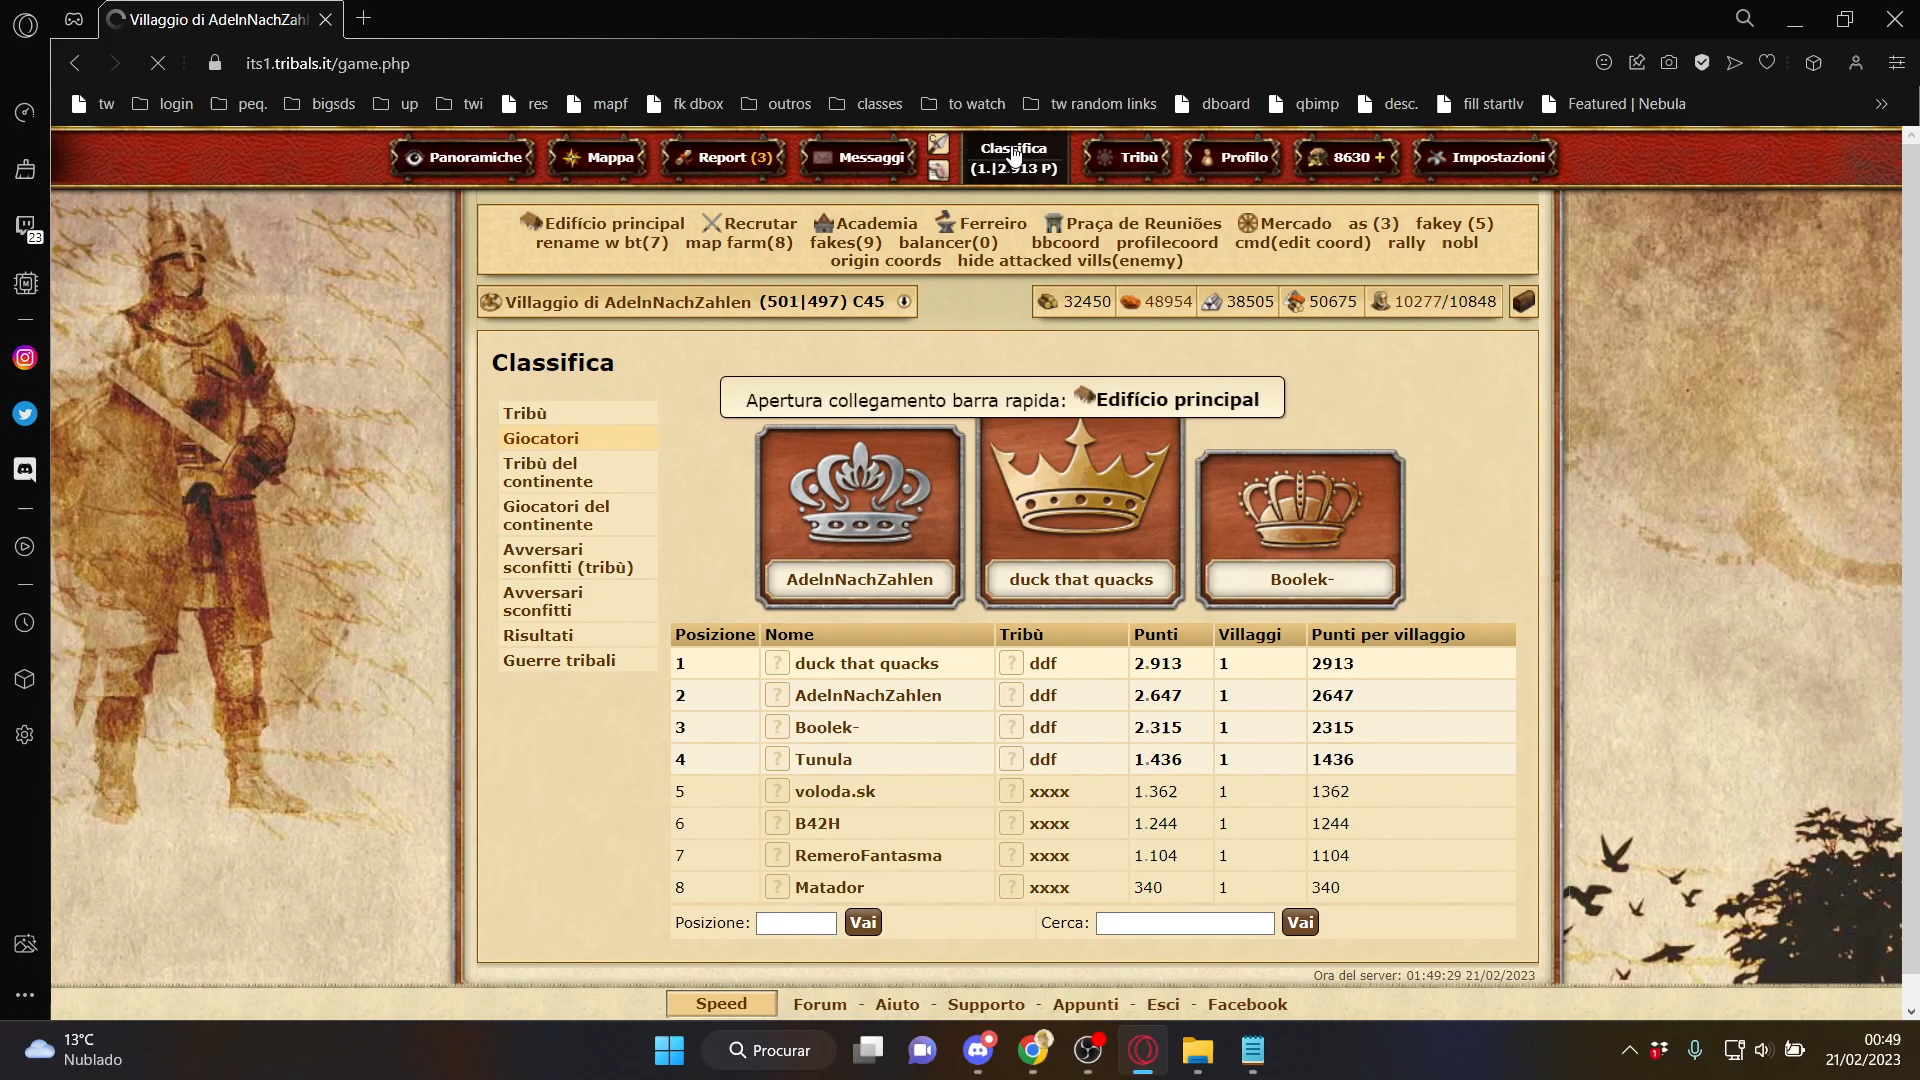 Villaggio di AdelnNachZahl
its1.tribals.it/game.php
tw login peq. bigsds up twi res mapf fk dbox outros classes to watch tw random links dboard qbimp desc. fill startlv Featured | Nebula
Panoramiche Mappa Report (3) Messaggi Classifica Tribù Profilo 8630 + Impostazioni
(1.|2.913 P)
Edifício principal Recrutar Academia Ferreiro Praça de Reuniões Mercado as (3) fakey (5)
23
rename w bt(7) map farm(8) fakes(9) balancer(0) bbcoord profilecoord cmd(edit coord) rally nobl
origin coords hide attacked vills(enemy)
Villaggio di AdelnNachZahlen (501|497) C45 32450 48954 38505 50675 10277/10848
Classifica
Apertura collegamento barra rapida: Edifício principal
Tribù
Giocatori
Tribù del
continente
Giocatori del
continente
Avversari
sconfitti (tribù)
Avversari
sconfitti
Risultati
Guerre tribali
AdelnNachZahlen duck that quacks Boolek-
Posizione Nome Tribù Punti Villaggi Punti per villaggio
1 ? duck that quacks ? ddf 2.913 1 2913
2 ? AdelnNachZahlen ? ddf 2.647 1 2647
3 ? Boolek- ? ddf 2.315 1 2315
4 ? Tunula ? ddf 1.436 1 1436
5 ? voloda.sk ? xxxx 1.362 1 1362
6 ? B42H ? xxxx 1.244 1 1244
7 ? RemeroFantasma ? xxxx 1.104 1 1104
8 ? Matador ? xxxx 340 1 340
Posizione: Vai Cerca: Vai
Ora del server: 01:49:29 21/02/2023
Speed Forum - Aiuto - Supporto - Appunti - Esci - Facebook
13°C
Nublado
Procurar
1
00:49
21/02/2023